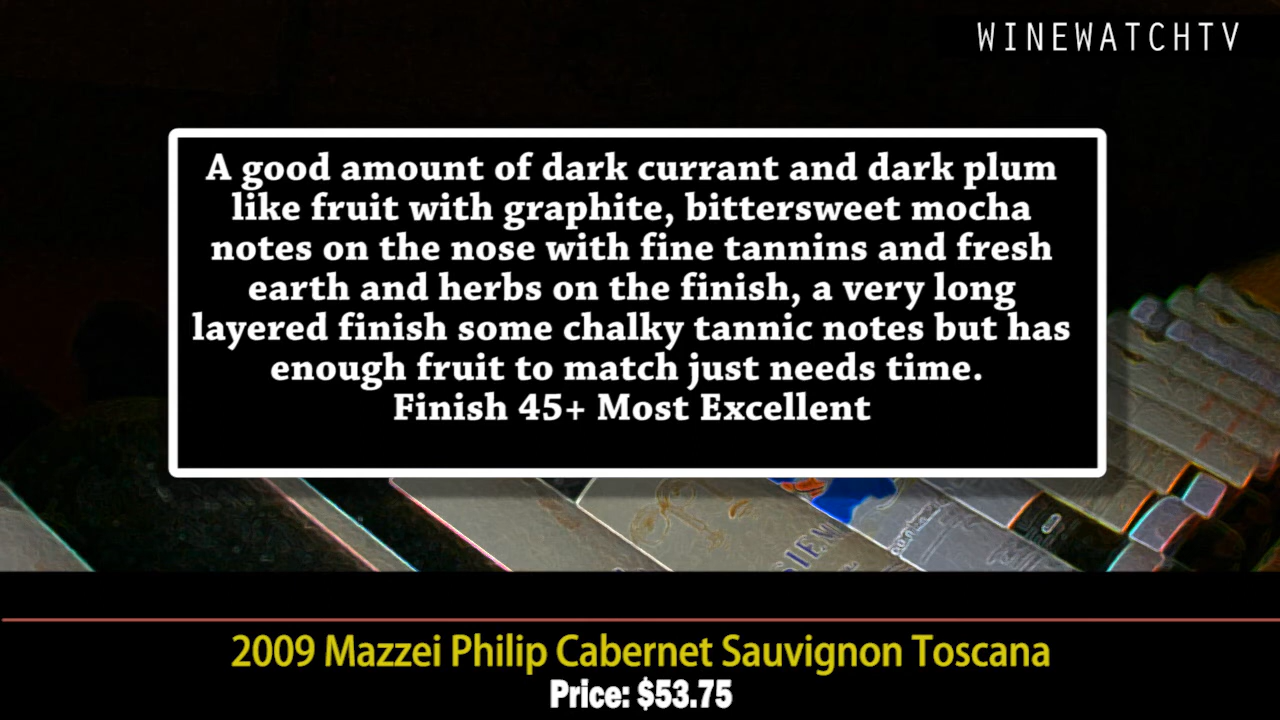 WINEWATCHTV
A good amount of dark currant and dark plum
like fruit with graphite, bittersweet mocha
notes on the nose with fine tannins and fresh
earth and herbs on the finish, a very long
layered finish some chalky tannic notes but has
enough fruit to match just needs time.
Finish 45+ Most Excellent
2009 Mazzei Philip Cabernet Sauvignon Toscana
Price: $53.75